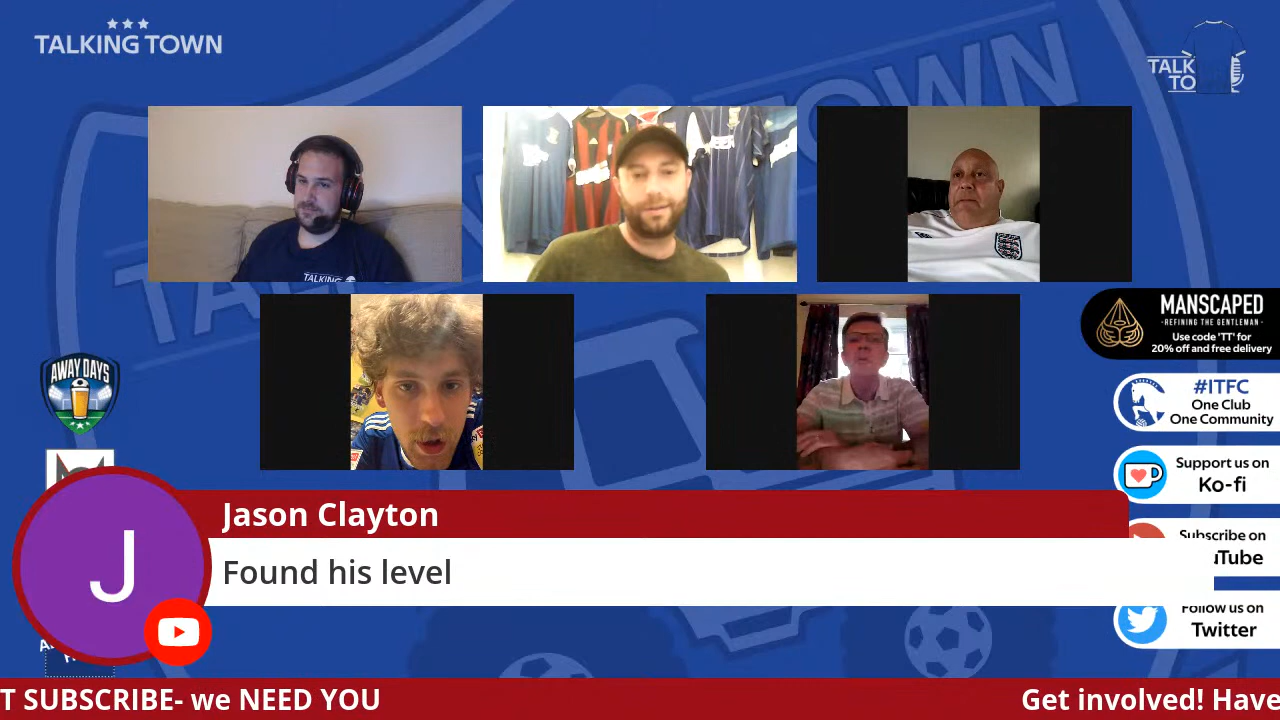 TALKING TOWN
TALK
TO
TALKING
AWAY DAYS
MANSCAPED
-REFINING THE GENTLEMAN-
Use code 'TT' for
20% off and free delivery
#ITFC
One Club
One Community
Support us on
Ko-fi
Subscribe on
uTube
Follow us on
Twitter
J
Jason Clayton
Found his level
T SUBSCRIBE- we NEED YOU
Get involved! Have